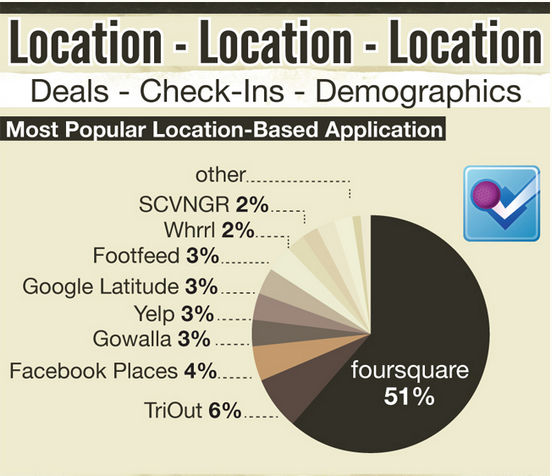 Location - Location - Location
Deals - Check-Ins - Demographics
Most Popular Location-Based Application
other
SCVNGR 2%
Whrrl 2%
Footfeed 3%
Google Latitude 3%
Yelp 3%
Gowalla 3%
Facebook Places 4%
TriOut 6%
foursquare
51%